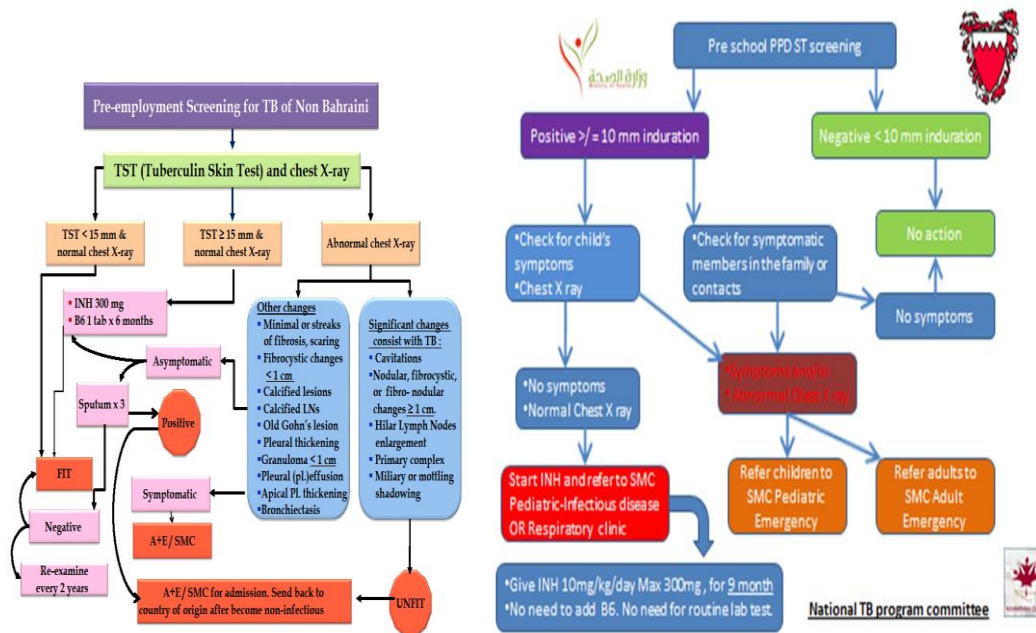 Pre-employment Screening for TB of Non Bahraini
TST (Tuberculin Skin Test) and chest X-ray
TST < 15 mm &
normal chest X-ray
TST ≥ 15 mm &
normal chest X-ray
Abnormal chest X-ray
▪ INH 300 mg
▪ B6 1 tab x 6 months
Asymptomatic
Sputum x 3
Positive
FIT
Symptomatic
Negative
A+E / SMC
Re-examine
every 2 years
Other changes
▪ Minimal or streaks
of fibrosis, scaring
▪ Fibrocystic changes
< 1 cm
▪ Calcified lesions
▪ Calcified LNs
▪ Old Gohn's lesion
▪ Pleural thickening
▪ Granuloma < 1 cm
▪ Pleural (pl.)effusion
▪ Apical Pl. thickening
▪ Bronchiectasis
Significant changes
consist with TB :
▪ Cavitations
▪ Nodular, fibrocystic,
or fibro- nodular
changes ≥ 1 cm.
▪ Hilar Lymph Nodes
enlargement
▪ Primary complex
▪ Military or mottling
shadowing
A+E / SMC for admission. Send back to
country of origin after become non-infectious
UNFIT
وزارة الصحة
Pre school PPD ST screening
Positive >/ = 10 mm induration
Negative < 10 mm induration
•Check for child's
symptoms
•Chest X ray
•Check for symptomatic
members in the family or
contacts
No action
No symptoms
•No symptoms
•Normal Chest X ray
•Symptoms and/or
Abnormal Chest X ray
Start INH and refer to SMC
Pediatric-Infectious disease
OR Respiratory clinic
Refer children to
SMC Pediatric
Emergency
Refer adults to
SMC Adult
Emergency
•Give INH 10mg/kg/day Max 300mg, for 9 month
•No need to add B6. No need for routine lab test.
National TB program committee